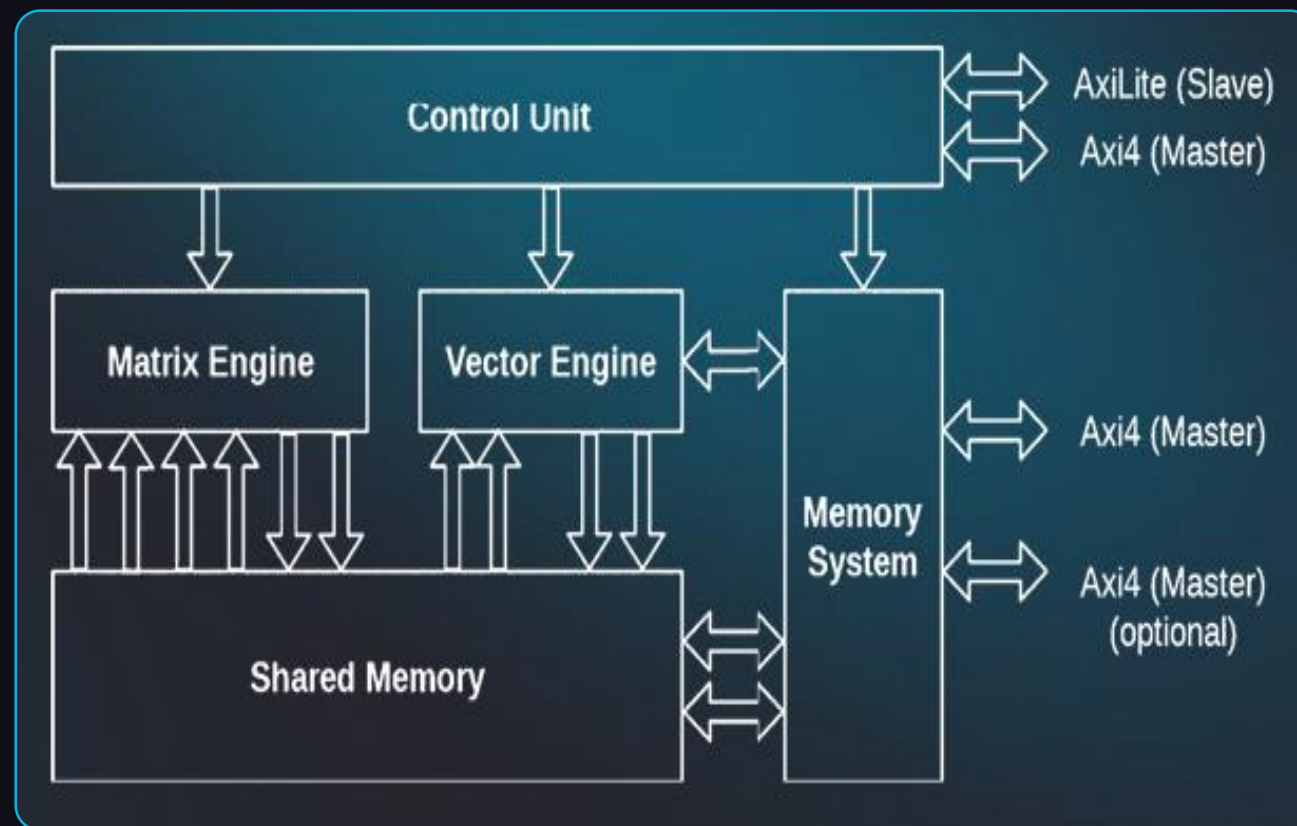 Control Unit
AxiLite (Slave)
Axi4 (Master)
Matrix Engine
Vector Engine
Axi4 (Master)
Memory
System
Axi4 (Master)
(optional)
Shared Memory